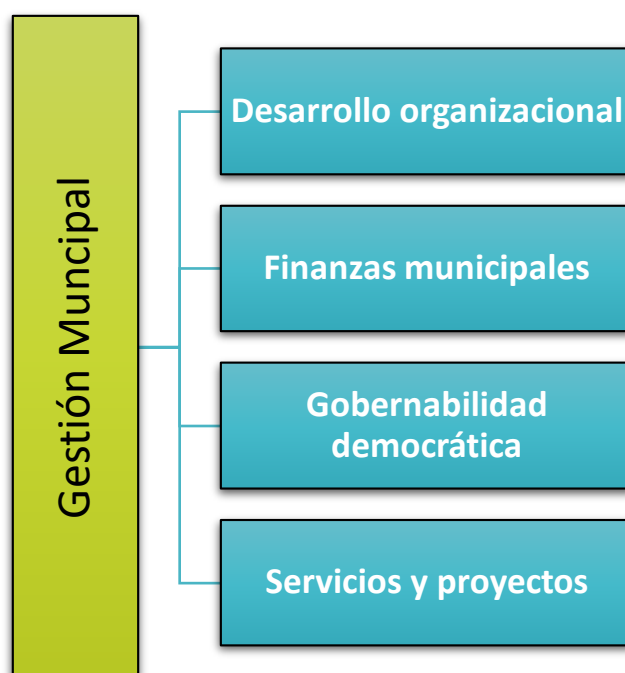 Gestión Muncipal
Desarrollo organizacional
Finanzas municipales
Gobernabilidad
democrática
Servicios y proyectos